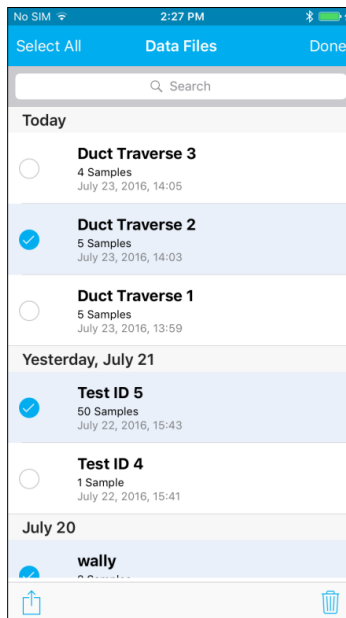 No SIM 2:27 PM
Select All Data Files Done
Search
Today
Duct Traverse 3
4 Samples
July 23, 2016, 14:05
Duct Traverse 2
5 Samples
July 23, 2016, 14:03
Duct Traverse 1
5 Samples
July 23, 2016, 13:59
Yesterday, July 21
Test ID 5
50 Samples
July 22, 2016, 15:43
Test ID 4
1 Sample
July 22, 2016, 15:41
July 20
wally
Samples